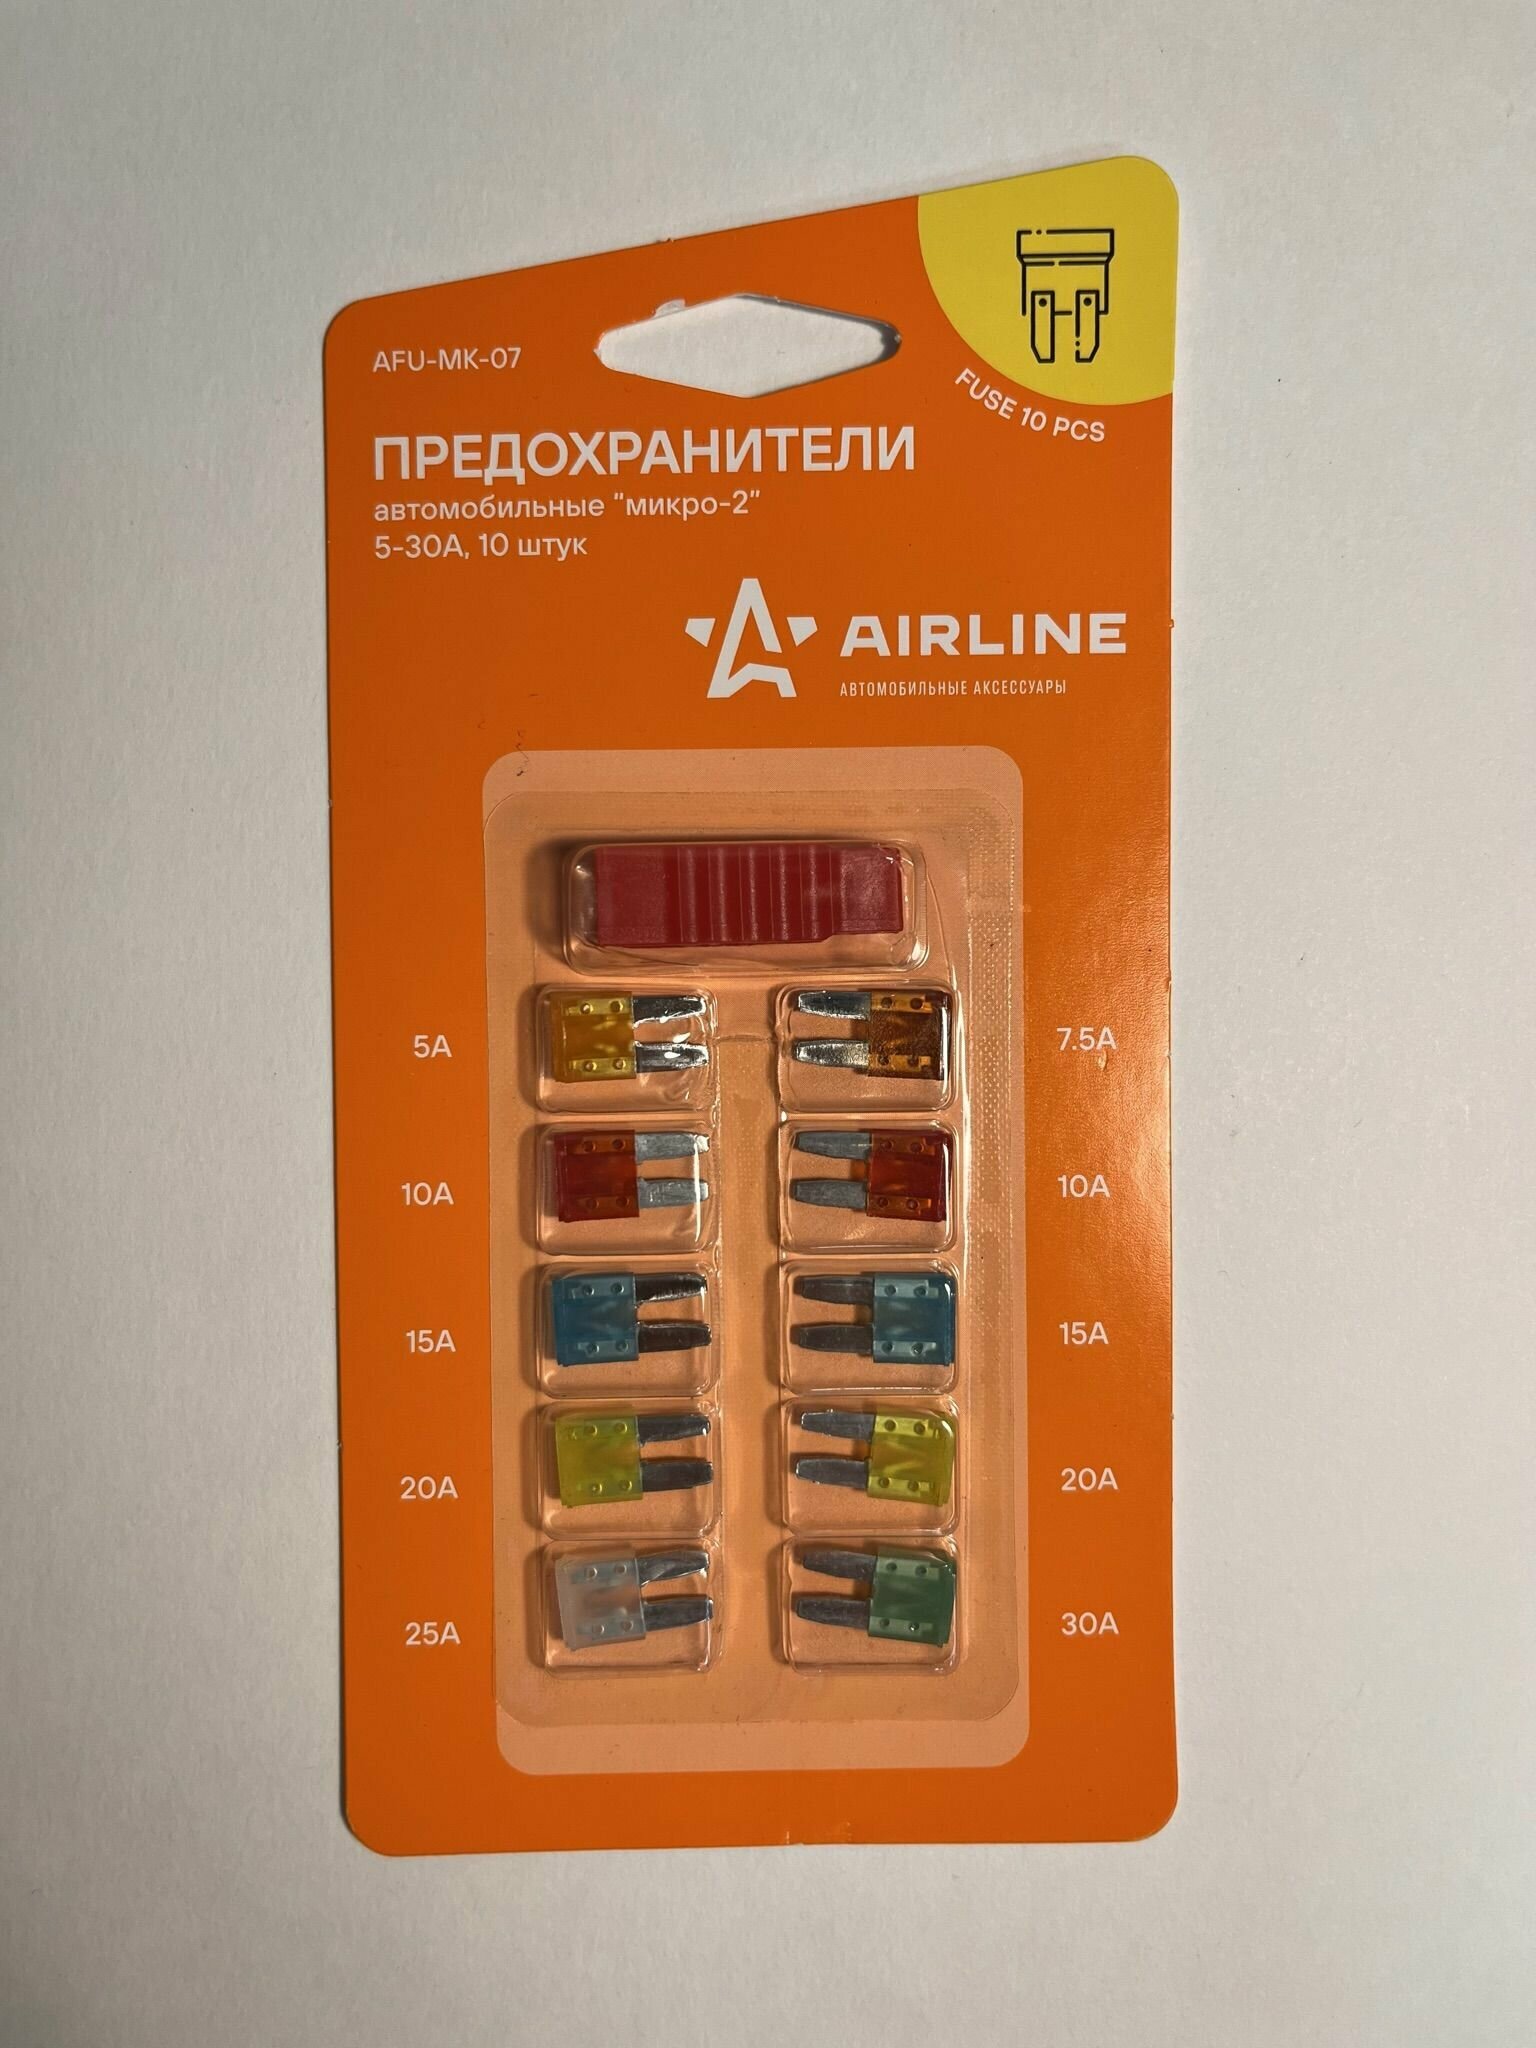 AFU-MK-07
FUSE 10 PCS
ПРЕДОХРАНИТЕЛИ
автомобильные "микро-2"
5-30А, 10 штук
AIRLINE
АВТОМОБИЛЬНЫЕ АКСЕССУАРЫ
5A 7.5A
10A 10A
15A 15A
20A 20A
25A 30A